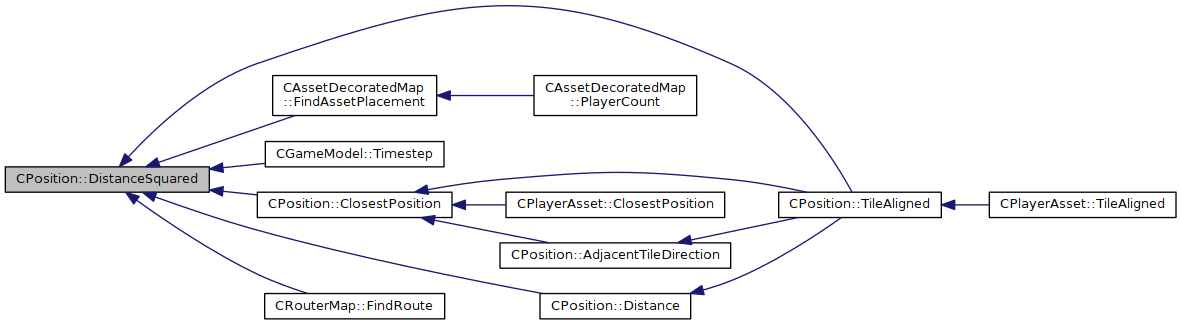 CAssetDecoratedMap
::FindAssetPlacement
CAssetDecoratedMap
::PlayerCount
CGameModel::Timestep
CPosition::DistanceSquared
CPosition::ClosestPosition
CPlayerAsset::ClosestPosition
CPosition::TileAligned
CPlayerAsset::TileAligned
CPosition::AdjacentTileDirection
CRouterMap::FindRoute
CPosition::Distance